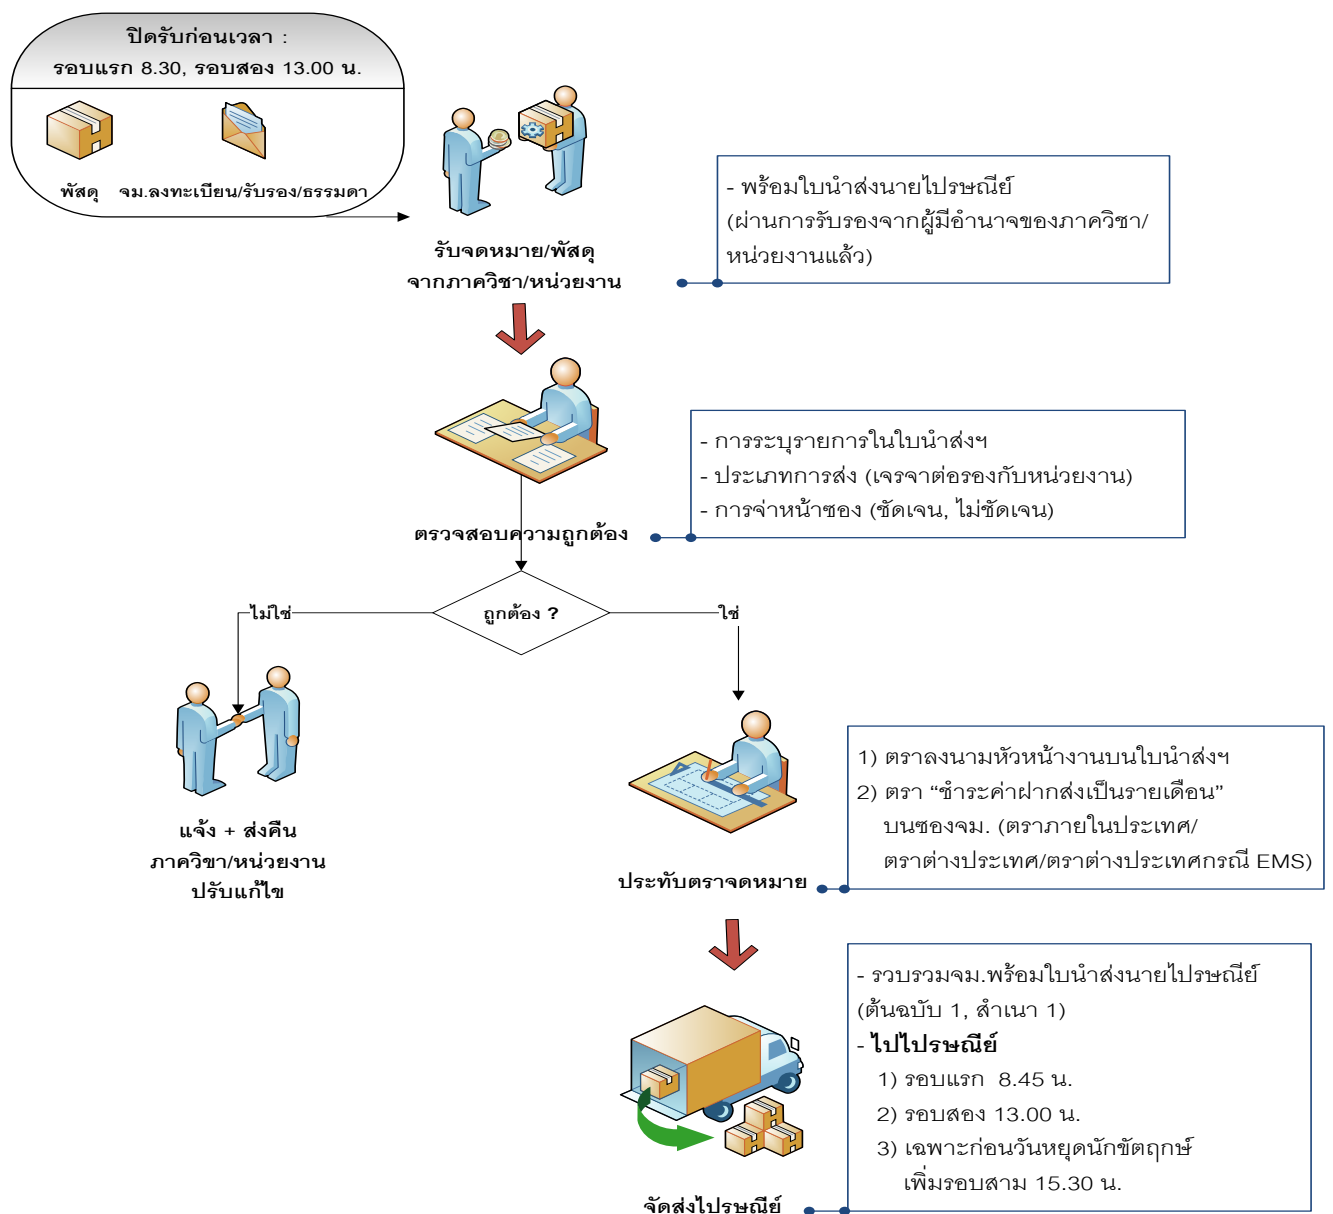 ปิดรับก่อนเวลา :
รอบแรก 8.30, รอบสอง 13.00 น.
พัสดุ จม.ลงทะเบียน/รับรอง/ธรรมดา
รับจดหมาย/พัสดุ
จากภาควิชา/หน่วยงาน
- พร้อมใบนำส่งนายไปรษณีย์
(ผ่านการรับรองจากผู้มีอำนาจของภาควิชา/
หน่วยงานแล้ว)
ตรวจสอบความถูกต้อง
- การระบุรายการในใบนำส่งฯ
- ประเภทการส่ง (เจรจาต่อรองกับหน่วยงาน)
- การจ่าหน้าซอง (ชัดเจน, ไม่ชัดเจน)
ถูกต้อง ?
ไม่ใช่
ใช่
แจ้ง + ส่งคืน
ภาควิขา/หน่วยงาน
ปรับแก้ไข
ประทับตราจดหมาย
1) ตราลงนามหัวหน้างานบนใบนำส่งฯ
2) ตรา “ชำระค่าฝากส่งเป็นรายเดือน”
บนซองจม. (ตราภายในประเทศ/
ตราต่างประเทศ/ตราต่างประเทศกรณี EMS)
จัดส่งไปรษณีย์
- รวบรวมจม.พร้อมใบนำส่งนายไปรษณีย์
(ต้นฉบับ 1, สำเนา 1)
- ไปไปรษณีย์
1) รอบแรก 8.45 น.
2) รอบสอง 13.00 น.
3) เฉพาะก่อนวันหยุดนักขัตฤกษ์
เพิ่มรอบสาม 15.30 น.